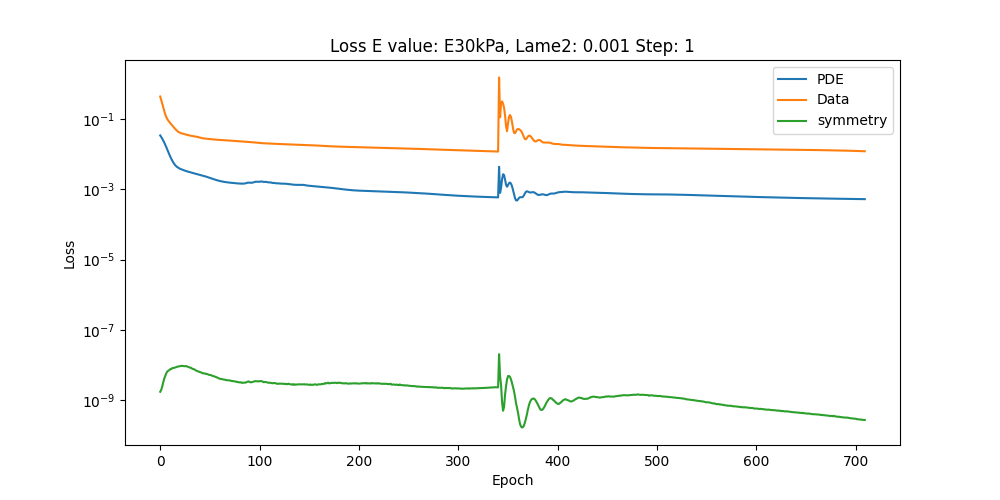 Loss E value: E30kPa, Lame2: 0.001 Step: 1
PDE
Data
symmetry
10⁻¹
10⁻³
10⁻⁵
10⁻⁷
10⁻⁹
Loss
0 100 200 300 400 500 600 700
Epoch